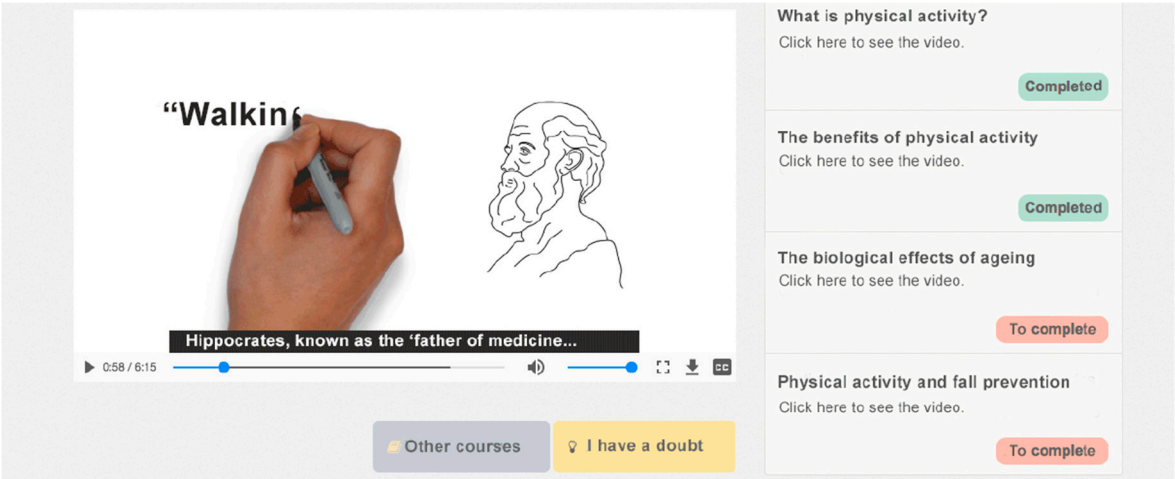 “Walkin
Hippocrates, known as the ‘father of medicine...
0:58 / 6:15
CC
Other courses
I have a doubt
What is physical activity?
Click here to see the video.
Completed
The benefits of physical activity
Click here to see the video.
Completed
The biological effects of ageing
Click here to see the video.
To complete
Physical activity and fall prevention
Click here to see the video.
To complete